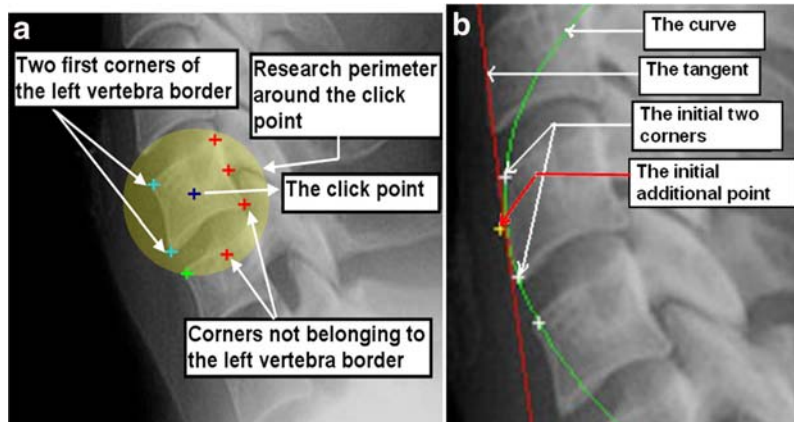 a
Two first corners of
the left vertebra border
Research perimeter
around the click
point
The click point
Corners not belonging to
the left vertebra border
b
The curve
The tangent
The initial two
corners
The initial
additional point